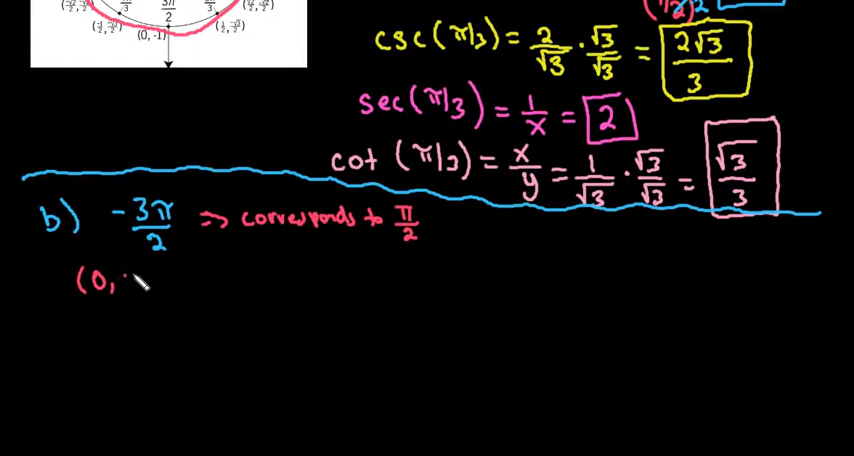 3π/2
(0, -1)
csc(π/3) = 2/√3 · √3/√3 = 2√3/3
sec(π/3) = 1/x = 2
cot (π/3) = x/y = 1/√3 · √3/√3 = √3/3
b) -3π/2 => corresponds to π/2
(0,